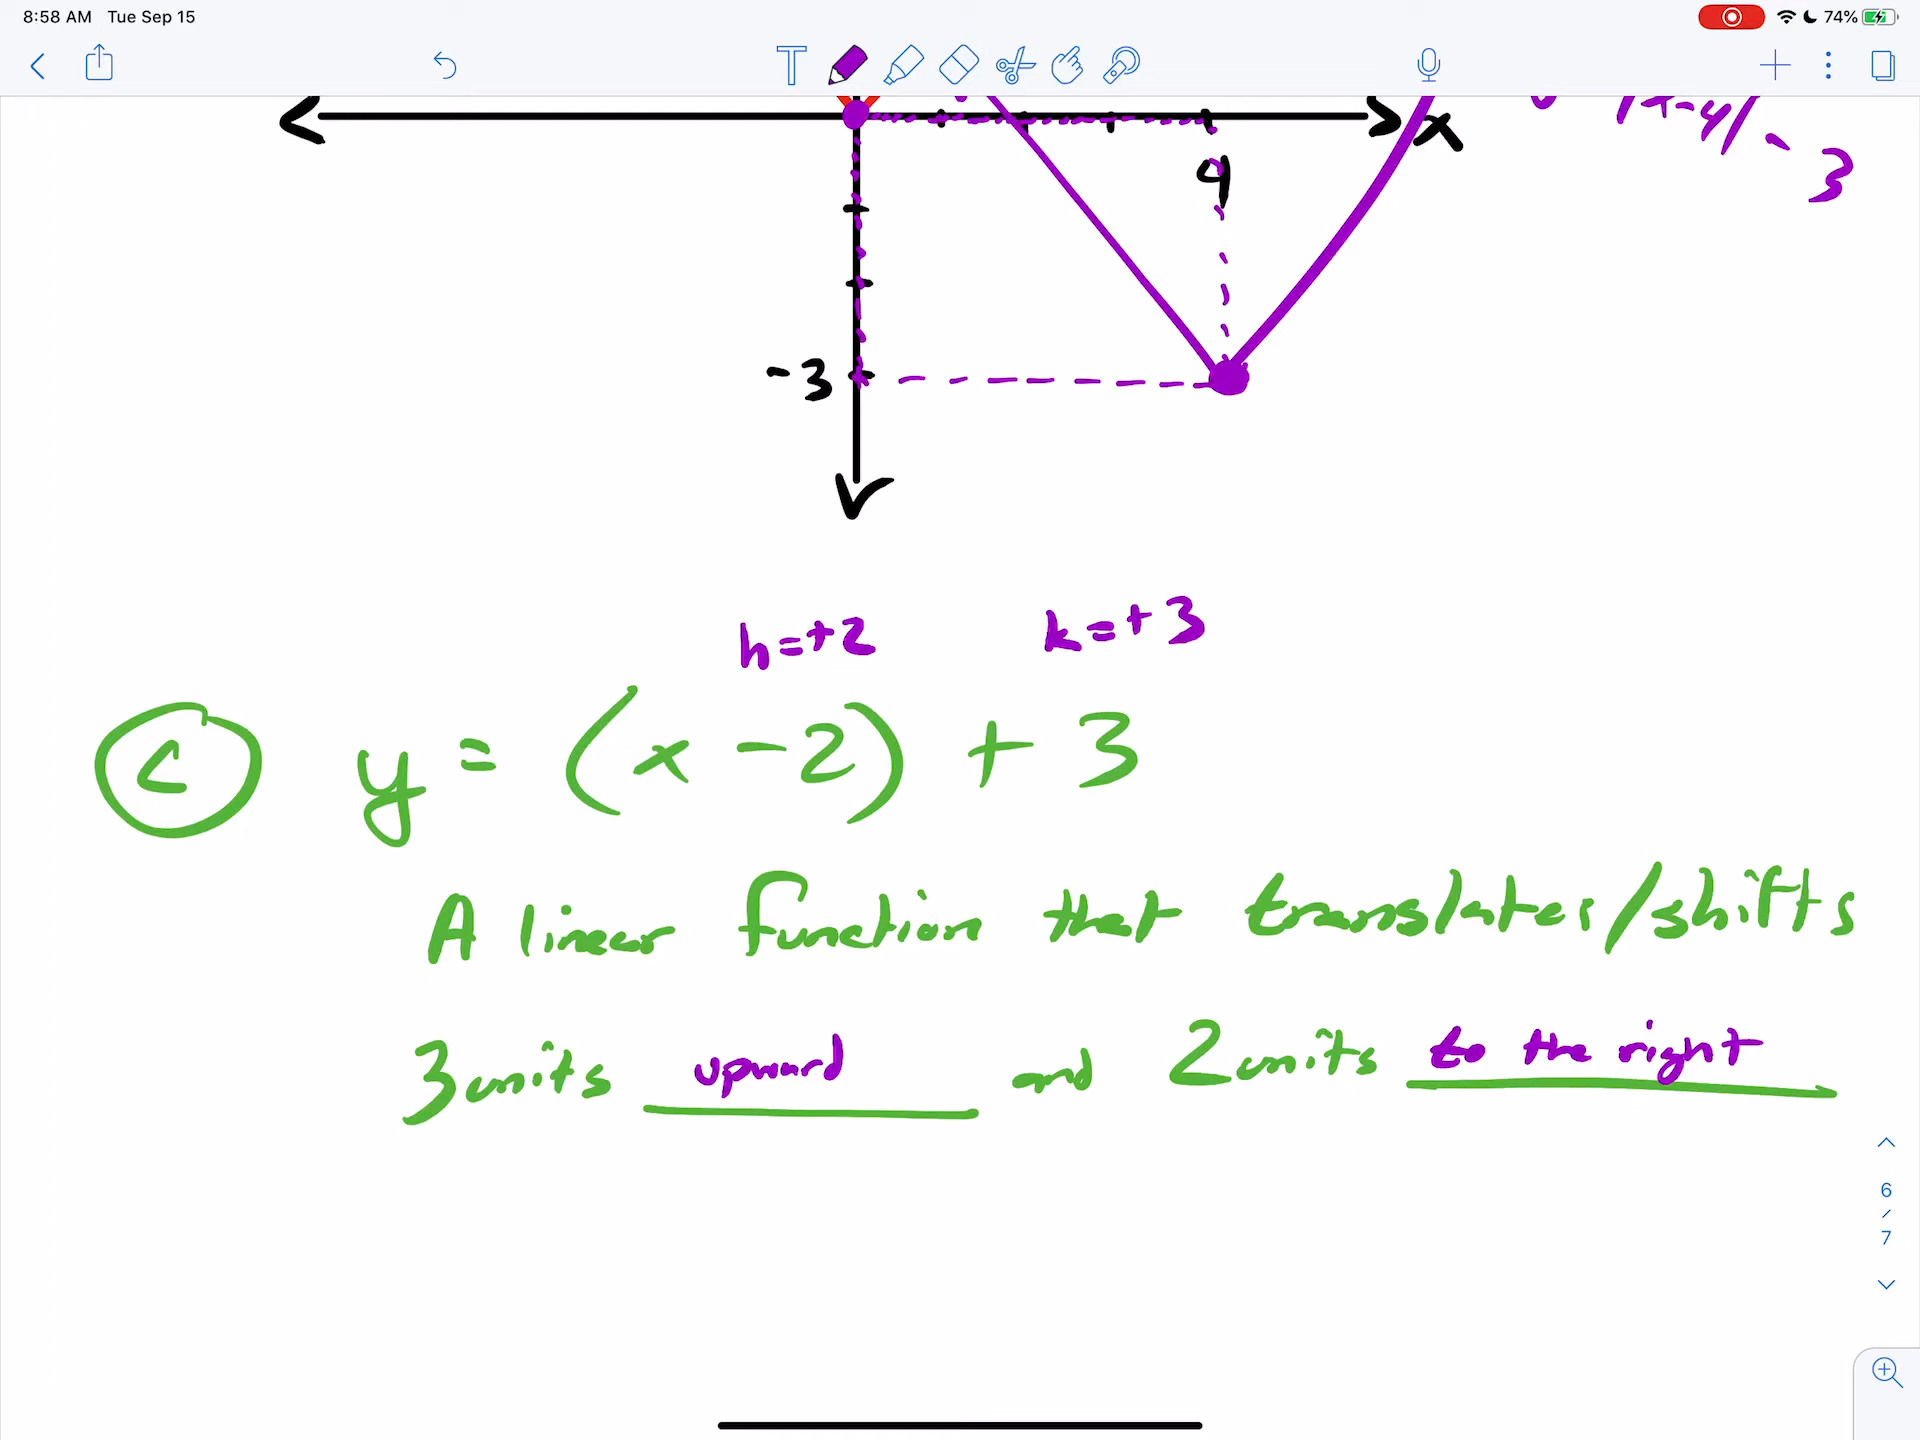 8:58 AM Tue Sep 15 74%
T
x
|x-4| - 3
4
-3
h=+2 k=+3
C y = (x - 2) + 3
A linear function that translates/shifts
3 units upward and 2 units to the right
6
/
7